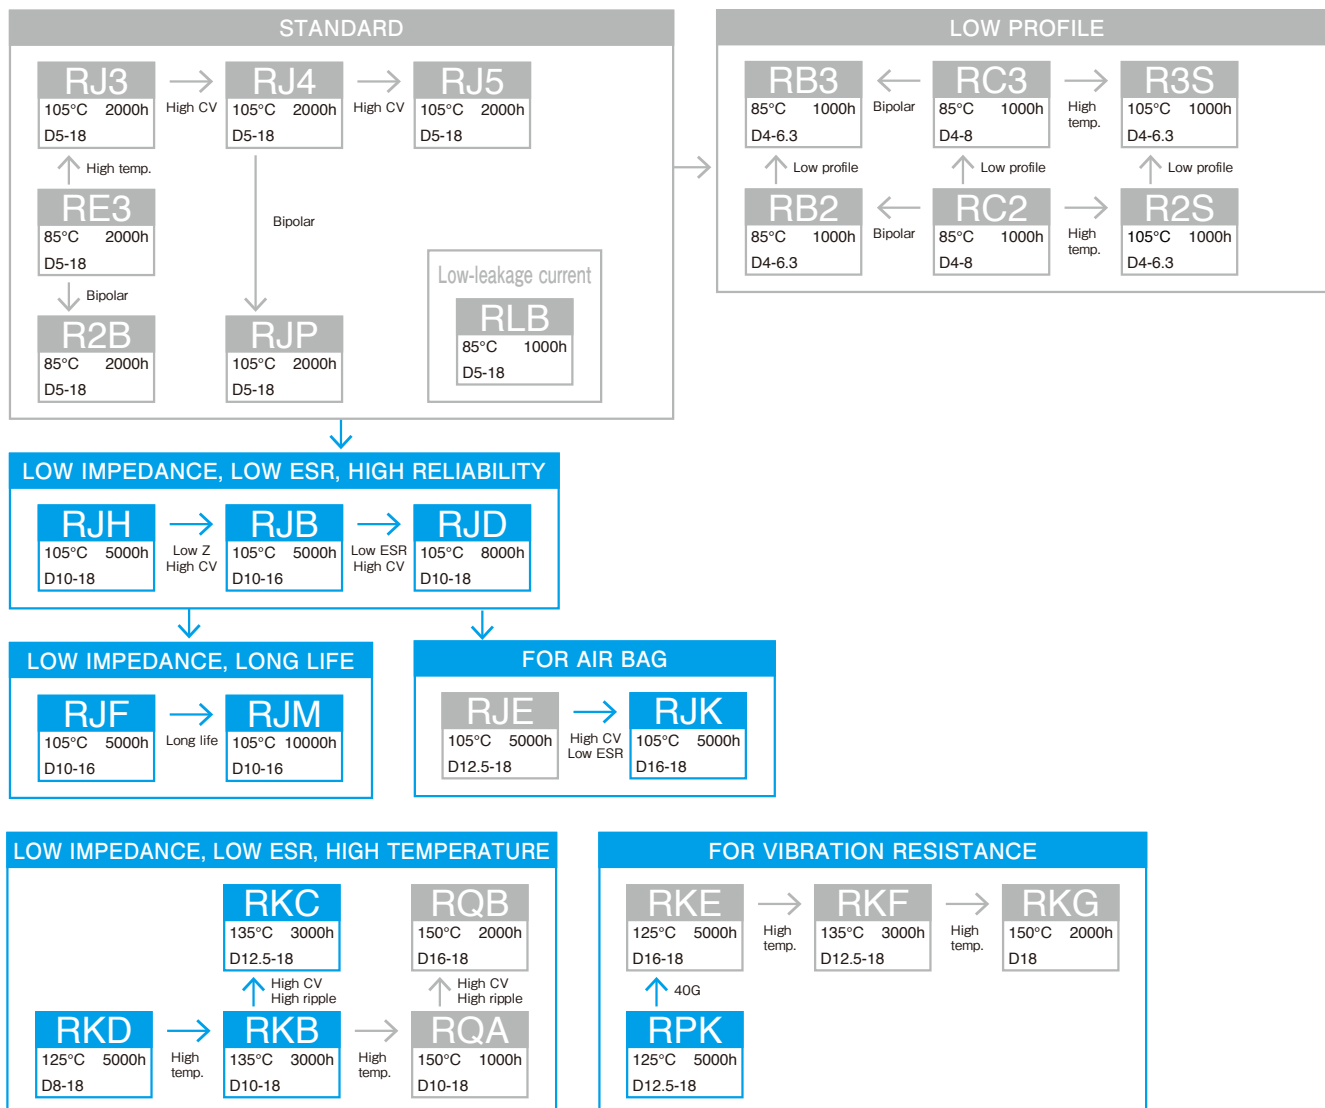 STANDARD
RJ3
105°C 2000h
D5-18
High CV
RJ4
105°C 2000h
D5-18
High CV
RJ5
105°C 2000h
D5-18
High temp.
RE3
85°C 2000h
D5-18
Bipolar
Bipolar
R2B
85°C 2000h
D5-18
RJP
105°C 2000h
D5-18
Low-leakage current
RLB
85°C 1000h
D5-18
LOW PROFILE
RB3
85°C 1000h
D4-6.3
Bipolar
RC3
85°C 1000h
D4-8
High
temp.
R3S
105°C 1000h
D4-6.3
Low profile
Low profile
Low profile
RB2
85°C 1000h
D4-6.3
Bipolar
RC2
85°C 1000h
D4-8
High
temp.
R2S
105°C 1000h
D4-6.3
LOW IMPEDANCE, LOW ESR, HIGH RELIABILITY
RJH
105°C 5000h
D10-18
Low Z
High CV
RJB
105°C 5000h
D10-16
Low ESR
High CV
RJD
105°C 8000h
D10-18
LOW IMPEDANCE, LONG LIFE
RJF
105°C 5000h
D10-16
Long life
RJM
105°C 10000h
D10-16
FOR AIR BAG
RJE
105°C 5000h
D12.5-18
High CV
Low ESR
RJK
105°C 5000h
D16-18
LOW IMPEDANCE, LOW ESR, HIGH TEMPERATURE
RKC
135°C 3000h
D12.5-18
RQB
150°C 2000h
D16-18
High CV
High ripple
High CV
High ripple
RKD
125°C 5000h
D8-18
High
temp.
RKB
135°C 3000h
D10-18
High
temp.
RQA
150°C 1000h
D10-18
FOR VIBRATION RESISTANCE
RKE
125°C 5000h
D16-18
High
temp.
RKF
135°C 3000h
D12.5-18
High
temp.
RKG
150°C 2000h
D18
40G
RPK
125°C 5000h
D12.5-18